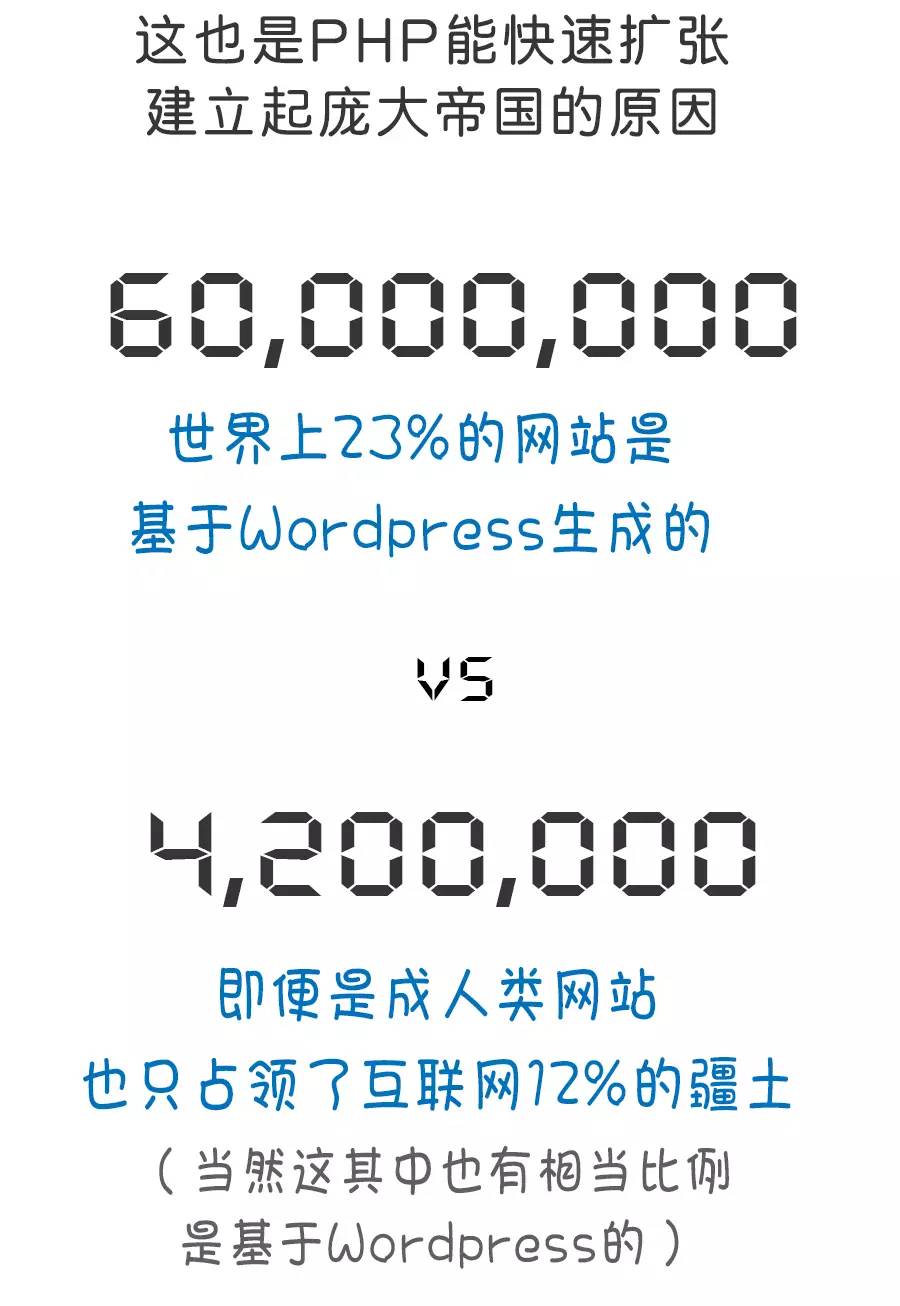 这也是PHP能快速扩张
建立起庞大帝国的原因
60,000,000
世界上23%的网站是
基于Wordpress生成的
VS
4,200,000
即便是成人类网站
也只占领了互联网12%的疆土
（当然这其中也有相当比例
是基于Wordpress的）